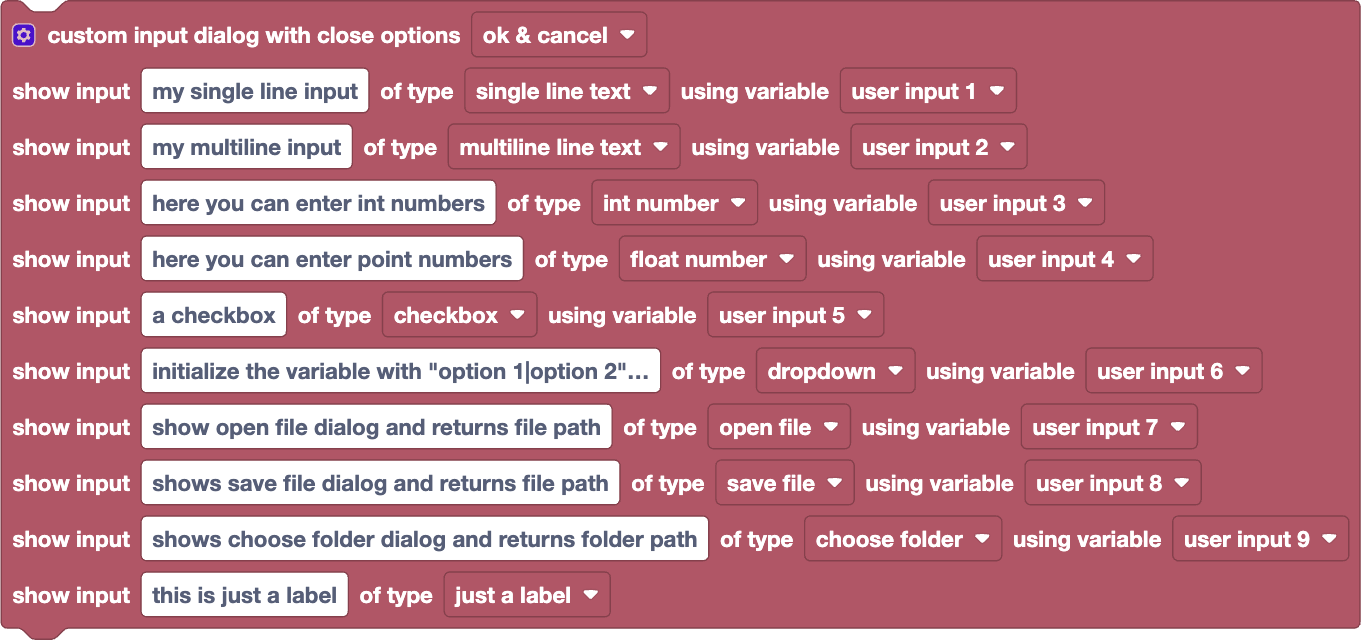 custom input dialog with close options ok & cancel
show input my single line input of type single line text using variable user input 1
show input my multiline input of type multiline line text using variable user input 2
show input here you can enter int numbers of type int number using variable user input 3
show input here you can enter point numbers of type float number using variable user input 4
show input a checkbox of type checkbox using variable user input 5
show input initialize the variable with "option 1|option 2"... of type dropdown using variable user input 6
show input show open file dialog and returns file path of type open file using variable user input 7
show input shows save file dialog and returns file path of type save file using variable user input 8
show input shows choose folder dialog and returns folder path of type choose folder using variable user input 9
show input this is just a label of type just a label